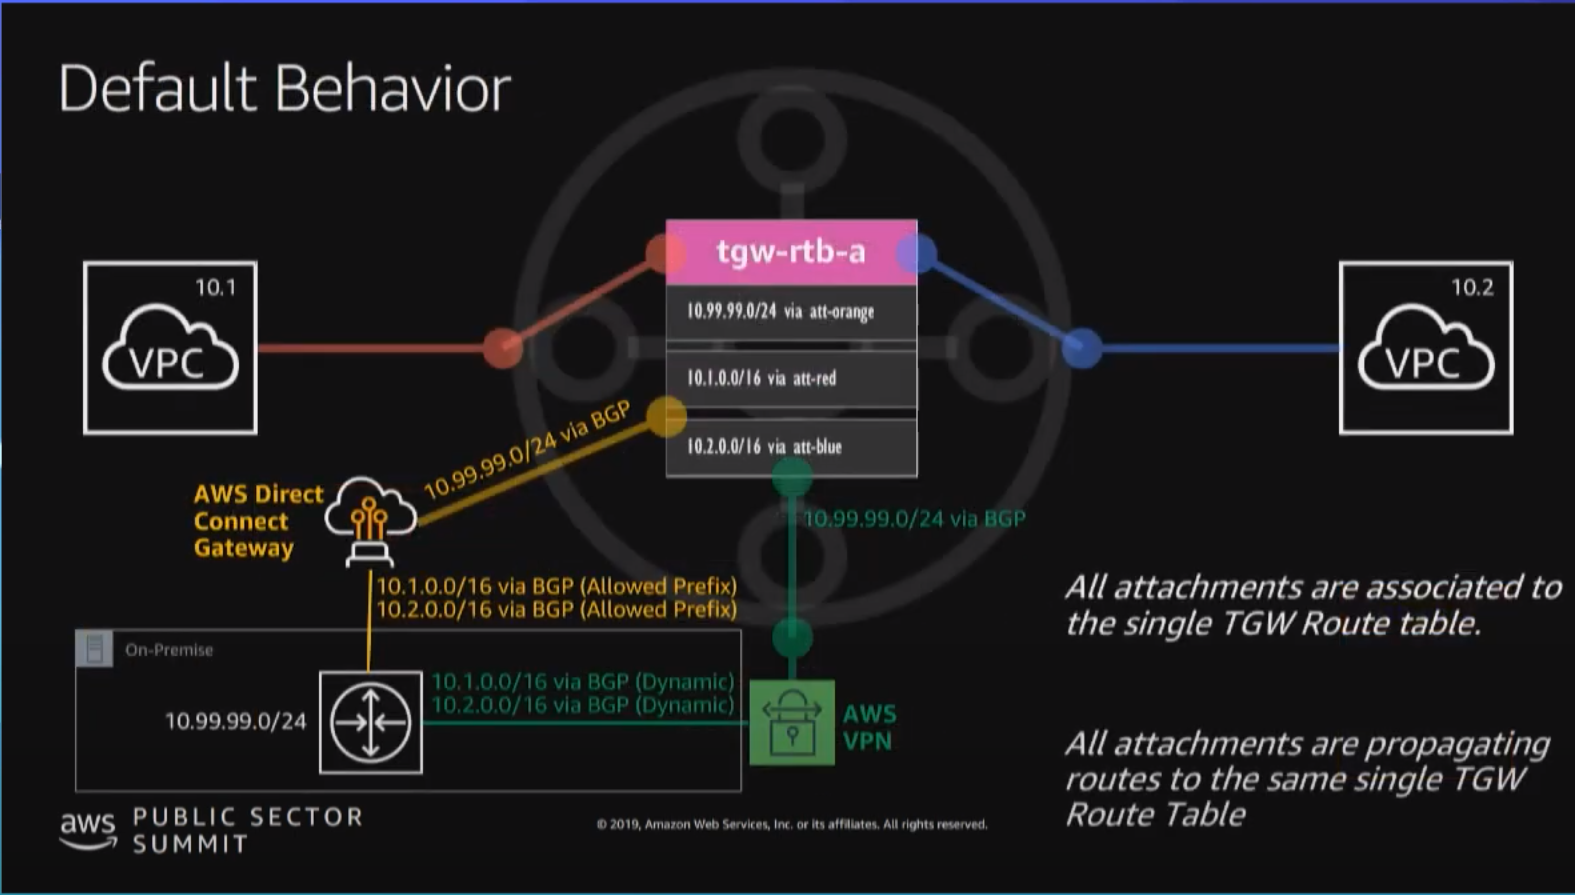 Default Behavior
tgw-rtb-a
10.99.99.0/24 via att-orange
10.1.0.0/16 via att-red
10.2.0.0/16 via att-blue
10.1
VPC
10.2
VPC
10.99.99.0/24 via BGP
AWS Direct
Connect
Gateway
10.99.99.0/24 via BGP
10.1.0.0/16 via BGP (Allowed Prefix)
10.2.0.0/16 via BGP (Allowed Prefix)
All attachments are associated to
the single TGW Route table.
On-Premise
10.1.0.0/16 via BGP (Dynamic)
10.2.0.0/16 via BGP (Dynamic)
10.99.99.0/24
AWS
VPN
All attachments are propagating
routes to the same single TGW
Route Table
aws
PUBLIC SECTOR
SUMMIT
© 2019, Amazon Web Services, Inc. or its affiliates. All rights reserved.